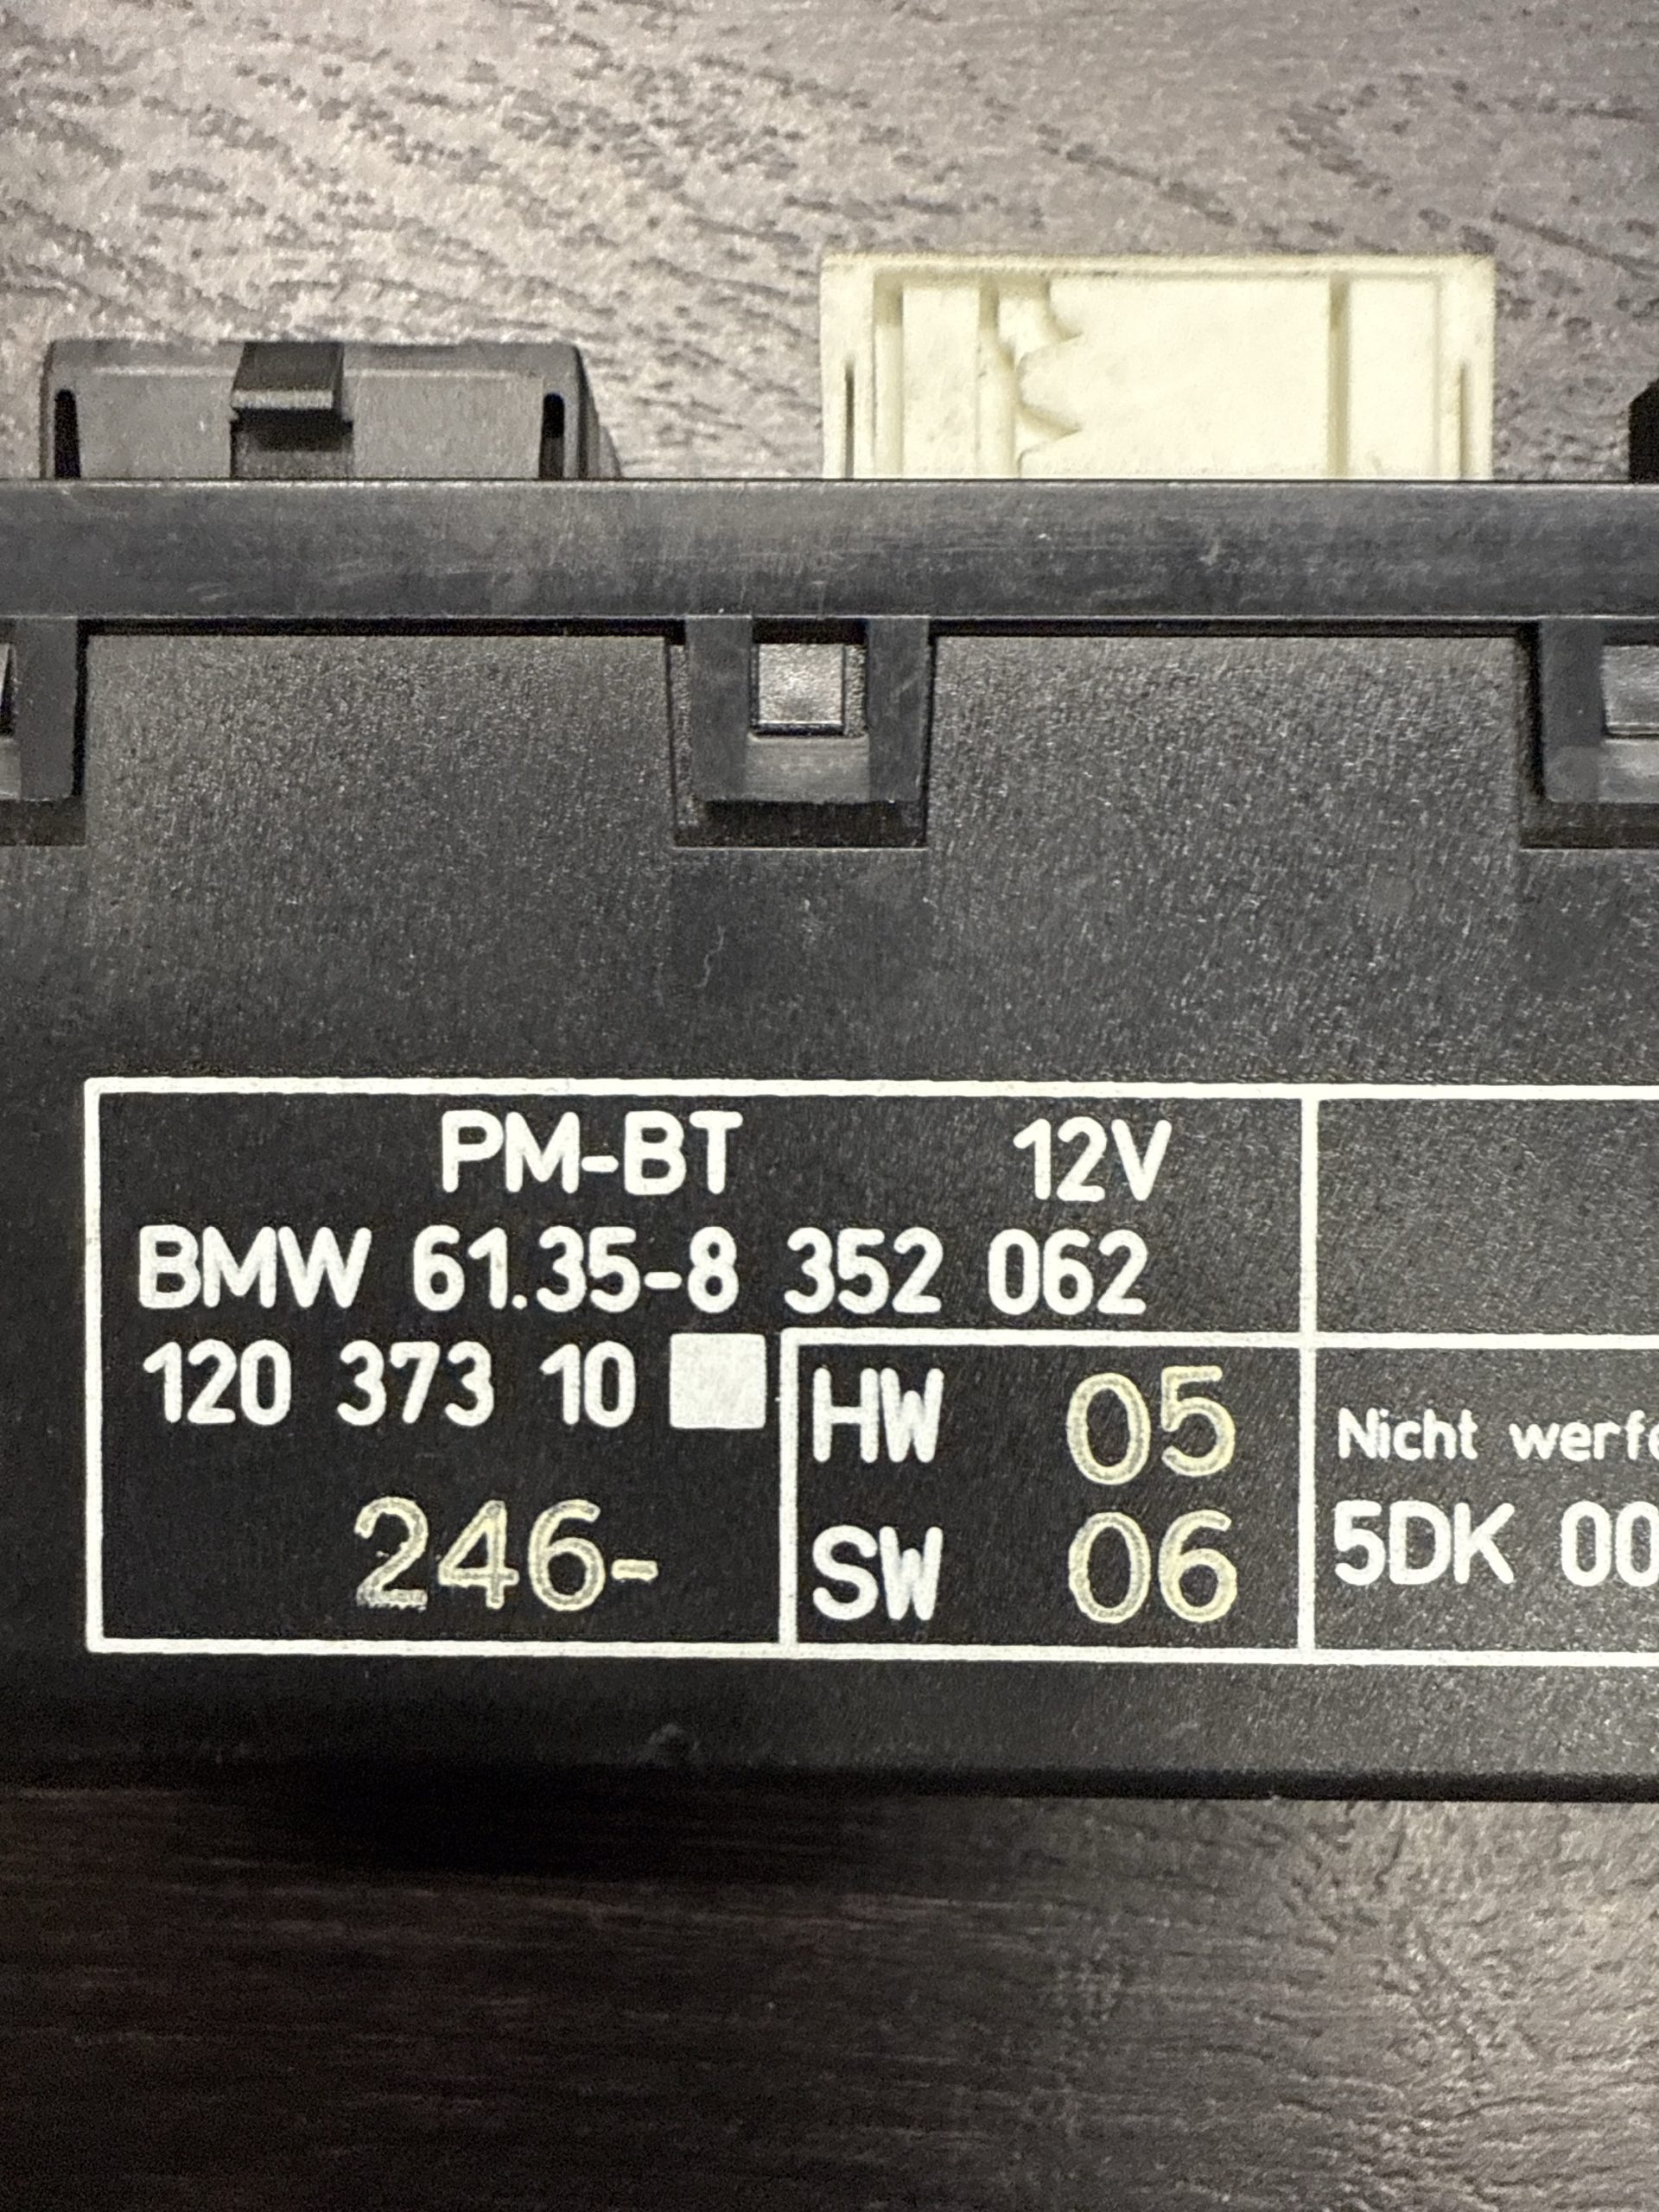 PM-BT 12V
BMW 61.35-8 352 062
120 373 10
246-
HW 05
SW 06
Nicht
5DK 00